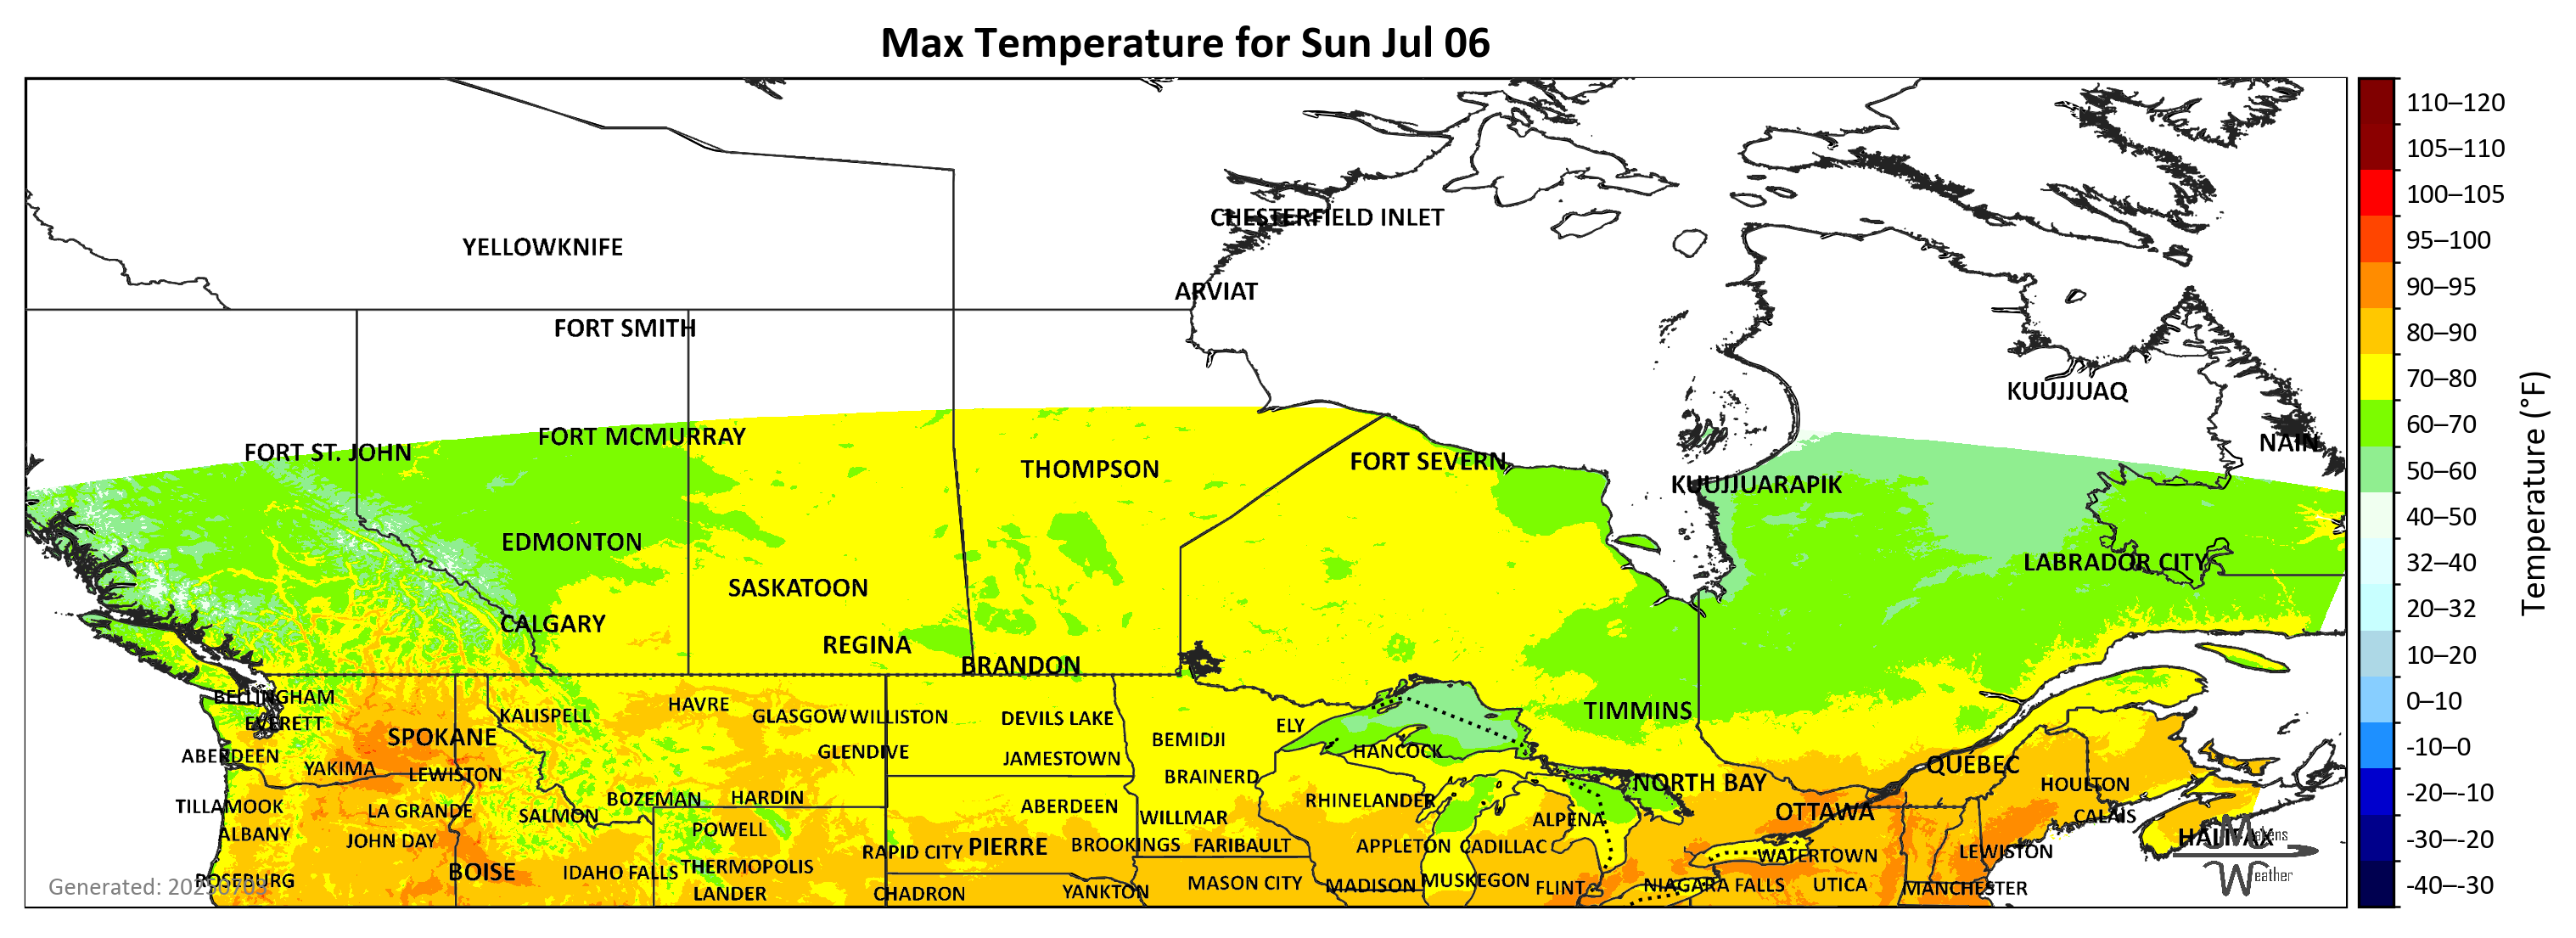 Max Temperature for Sun Jul 06
CHESTERFIELD INLET
YELLOWKNIFE
ARVIAT
FORT SMITH
KUUJJUAQ
FORT MCMURRAY
FORT ST. JOHN
NAIN
THOMPSON
FORT SEVERN
KUUJJUARAPIK
EDMONTON
LABRADOR CITY
SASKATOON
CALGARY
REGINA
BRANDON
BELLINGHAM
HAVRE
KALISPELL
GLASGOW
WILLISTON
DEVILS LAKE
TIMMINS
EVERETT
ELY
SPOKANE
BEMIDJI
GLENDIVE
HANCOCK
ABERDEEN
JAMESTOWN
YAKIMA
LEWISTON
BRAINERD
QUÉBEC
NORTH BAY
HOULTON
BOZEMAN
HARDIN
RHINELANDER
TILLAMOOK
LA GRANDE
SALMON
ABERDEEN
WILLMAR
OTTAWA
CALAIS
ALPENA
ALBANY
POWELL
JOHN DAY
HALIFAX
Matens
Weather
PIERRE
RAPID CITY
BROOKINGS
FARIBAULT
APPLETON
CADILLAC
WATERTOWN
LEWISTON
BOISE
IDAHO FALLS
THERMOPOLIS
ROSEBURG
MASON CITY
MADISON
MUSKEGON
FLINT
NIAGARA FALLS
UTICA
MANCHESTER
LANDER
CHADRON
YANKTON
Generated: 20250703
110–120
105–110
100–105
95–100
90–95
80–90
70–80
60–70
50–60
40–50
32–40
20–32
10–20
0–10
-10–0
-20–-10
-30–-20
-40–-30
Temperature (°F)